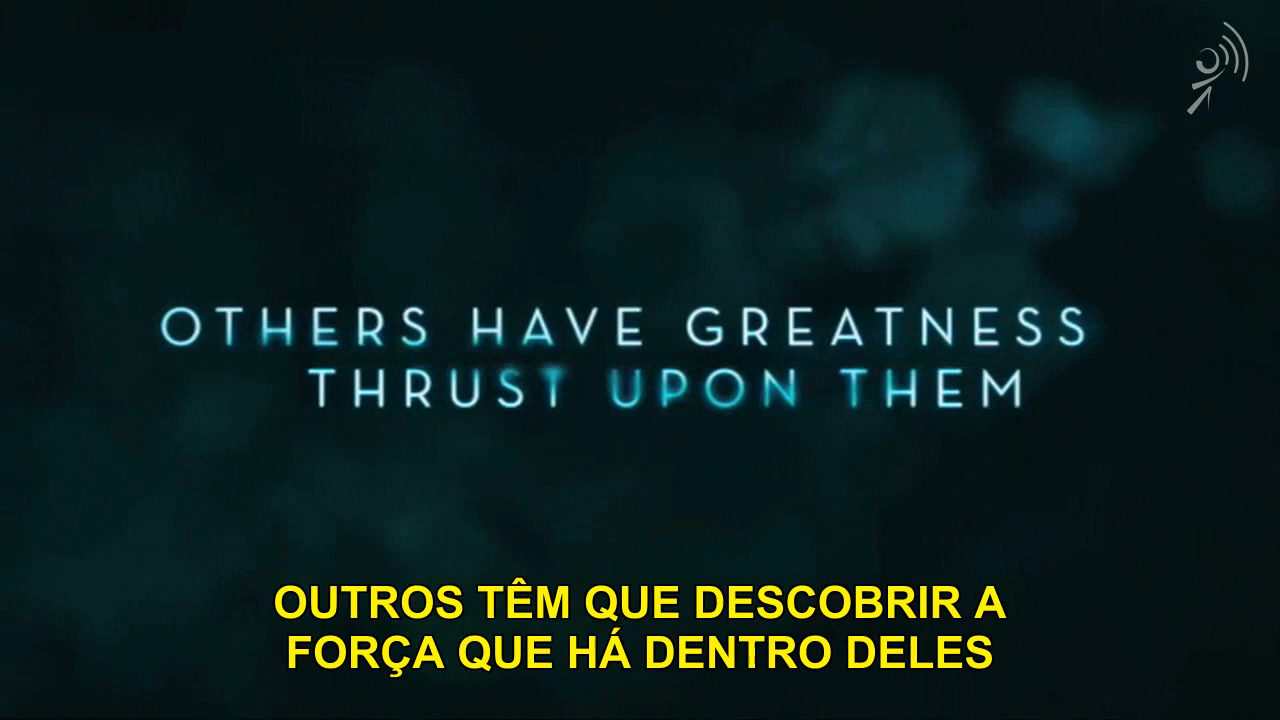 OTHERS HAVE GREATNESS
THRUST UPON THEM
OUTROS TÊM QUE DESCOBRIR A
FORÇA QUE HÁ DENTRO DELES